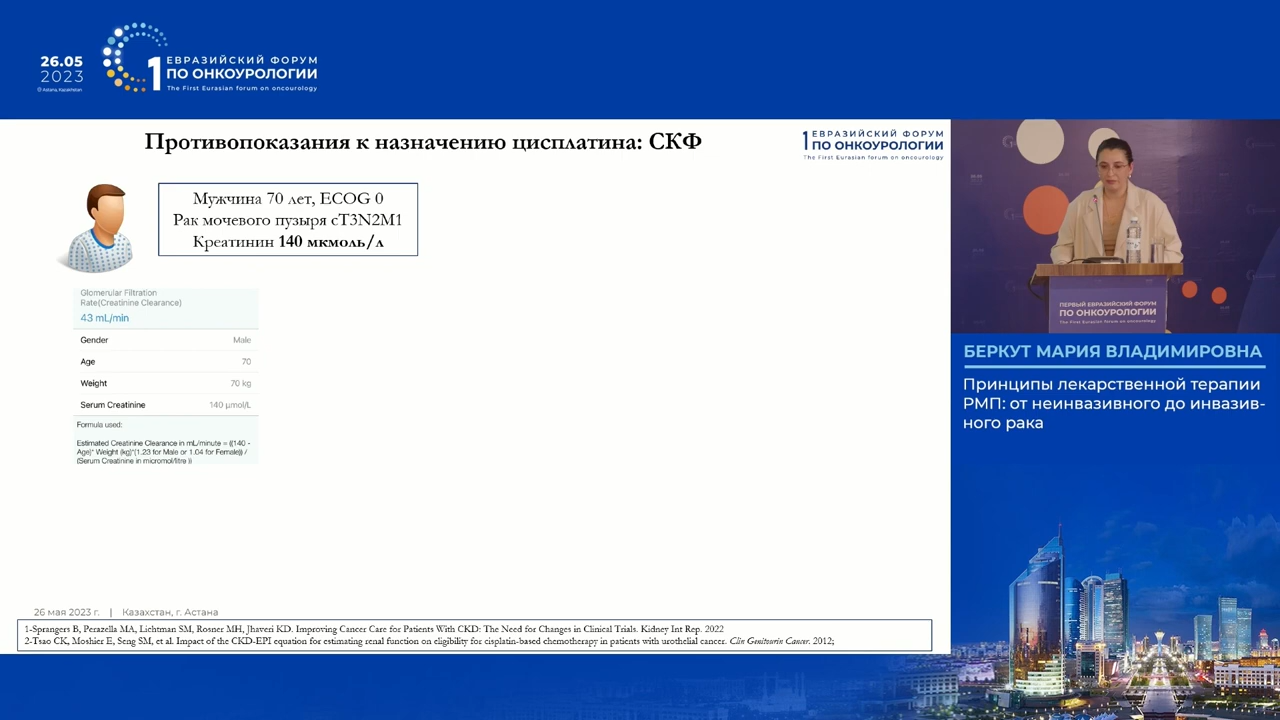 26.05
2023
Astana, Kazakhstan
1 ЕВРАЗИЙСКИЙ ФОРУМ
ПО ОНКОУРОЛОГИИ
The First Eurasian forum on oncourology
Противопоказания к назначению цисплатина: СКФ
1 ЕВРАЗИЙСКИЙ ФОРУМ
ПО ОНКОУРОЛОГИИ
The First Eurasian forum on oncourology
Мужчина 70 лет, ECOG 0
Рак мочевого пузыря cT3N2M1
Креатинин 140 мкмоль/л
Glomerular Filtration
Rate(Creatinine Clearance)
43 mL/min
Gender Male
Age 70
Weight 70 kg
Serum Creatinine 140 µmol/L
Formula used:
Estimated Creatinine Clearance in mL/minute = ((140 -
Age)* Weight (kg)*(1.23 for Male or 1.04 for Female)) /
(Serum Creatinine in micromol/litre ))
26 мая 2023 г. | Казахстан, г. Астана
1-Sprangers B, Perazella MA, Lichtman SM, Rosner MH, Jhaveri KD. Improving Cancer Care for Patients With CKD: The Need for Changes in Clinical Trials. Kidney Int Rep. 2022
2-Tsao CK, Moshier E, Seng SM, et al. Impact of the CKD-EPI equation for estimating renal function on eligibility for cisplatin-based chemotherapy in patients with urothelial cancer. Clin Genitourin Cancer. 2012;
ПЕРВЫЙ ЕВРАЗИЙСКИЙ ФОРУМ
ПО ОНКОУРОЛОГИИ
The First Eurasian forum on oncourology
БЕРКУТ МАРИЯ ВЛАДИМИРОВНА
Принципы лекарственной терапии
РМП: от неинвазивного до инвазив-
ного рака